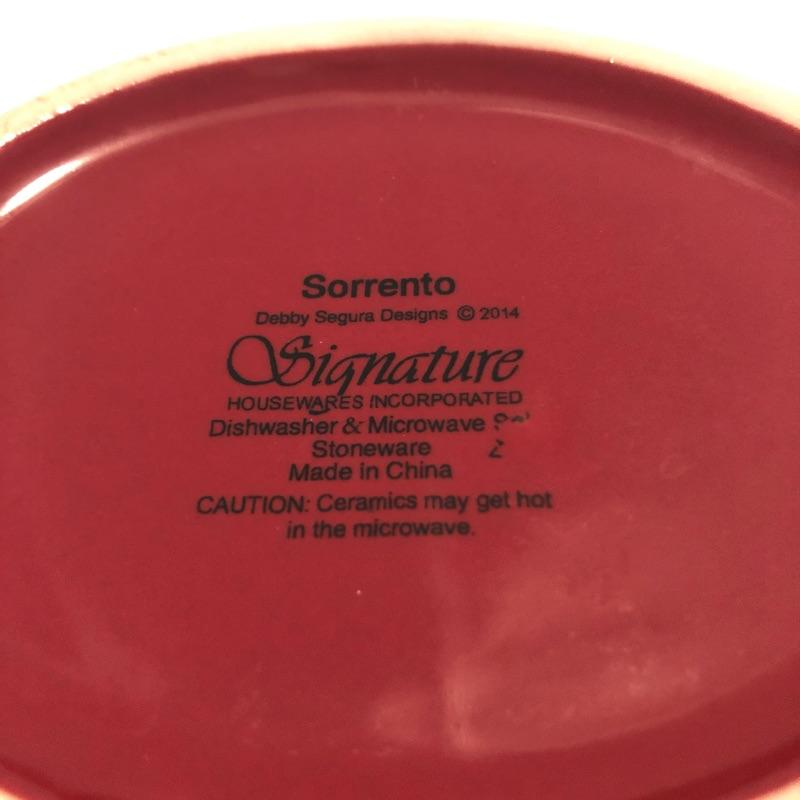 Sorrento
Debby Segura Designs © 2014
Signature
HOUSEWARES INCORPORATED
Dishwasher & Microwave
Stoneware
Made in China
CAUTION: Ceramics may get hot
in the microwave.